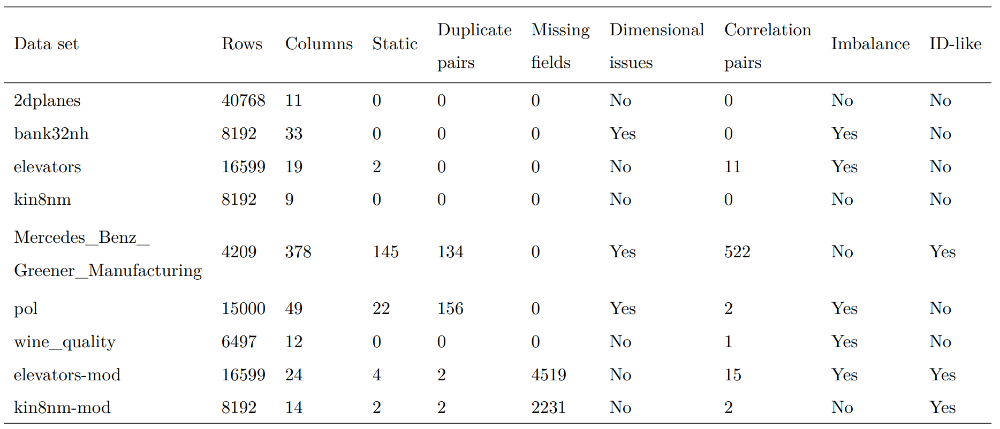 Data set Rows Columns Static Duplicate pairs Missing fields Dimensional issues Correlation pairs Imbalance ID-like
2dplanes 40768 11 0 0 0 No 0 No No
bank32nh 8192 33 0 0 0 Yes 0 Yes No
elevators 16599 19 2 0 0 No 11 Yes No
kin8nm 8192 9 0 0 0 No 0 No No
Mercedes_Benz_
Greener_Manufacturing 4209 378 145 134 0 Yes 522 No Yes
pol 15000 49 22 156 0 Yes 2 Yes No
wine_quality 6497 12 0 0 0 No 1 Yes No
elevators-mod 16599 24 4 2 4519 No 15 Yes Yes
kin8nm-mod 8192 14 2 2 2231 No 2 No Yes